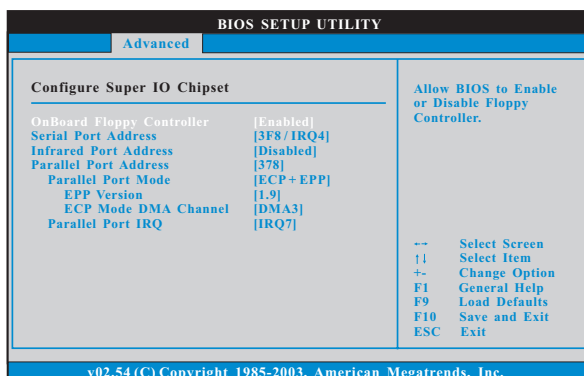 BIOS SETUP UTILITY
Advanced
Configure Super IO Chipset
OnBoard Floppy Controller [Enabled]
Serial Port Address [3F8 / IRQ4]
Infrared Port Address [Disabled]
Parallel Port Address [378]
Parallel Port Mode [ECP + EPP]
EPP Version [1.9]
ECP Mode DMA Channel [DMA3]
Parallel Port IRQ [IRQ7]
Allow BIOS to Enable
or Disable Floppy
Controller.
←→ Select Screen
↑↓ Select Item
+- Change Option
F1 General Help
F9 Load Defaults
F10 Save and Exit
ESC Exit
v02.54 (C) Copyright 1985-2003, American Megatrends, Inc.